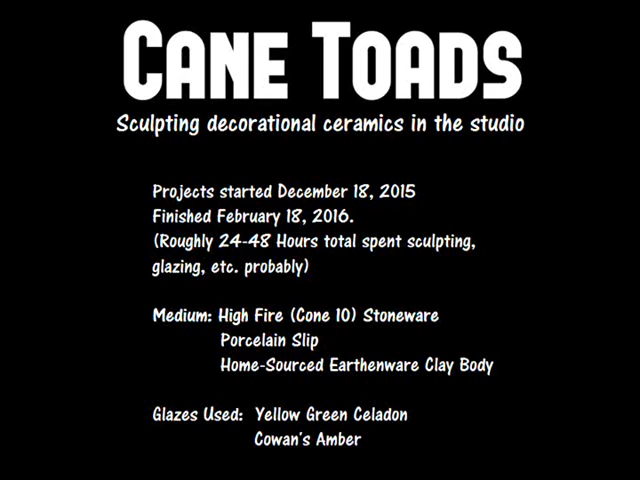 Cane Toads
Sculpting decorational ceramics in the studio
Projects started December 18, 2015
Finished February 18, 2016.
(Roughly 24-48 Hours total spent sculpting,
glazing, etc. probably)
Medium: High Fire (Cone 10) Stoneware
Porcelain Slip
Home-Sourced Earthenware Clay Body
Glazes Used: Yellow Green Celadon
Cowan's Amber